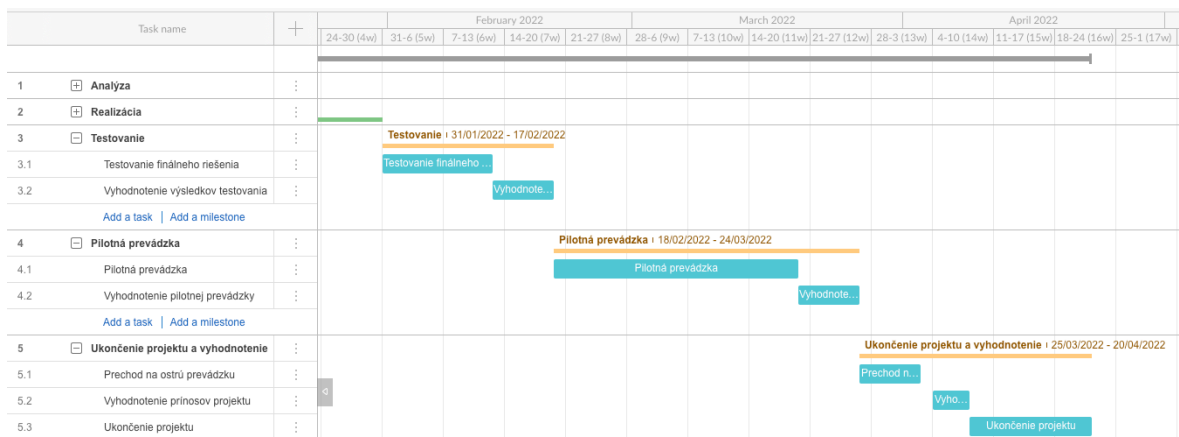 Task name
February 2022 March 2022 April 2022
24-30 (4w) 31-6 (5w) 7-13 (6w) 14-20 (7w) 21-27 (8w) 28-6 (9w) 7-13 (10w) 14-20 (11w) 21-27 (12w) 28-3 (13w) 4-10 (14w) 11-17 (15w) 18-24 (16w) 25-1 (17w)
1 Analýza
2 Realizácia
3 Testovanie Testovanie 31/01/2022 - 17/02/2022
3.1 Testovanie finálneho riešenia Testovanie finálneho ...
3.2 Vyhodnotenie výsledkov testovania Vyhodnote...
Add a task | Add a milestone
4 Pilotná prevádzka Pilotná prevádzka 18/02/2022 - 24/03/2022
4.1 Pilotná prevádzka Pilotná prevádzka
4.2 Vyhodnotenie pilotnej prevádzky Vyhodnote...
Add a task | Add a milestone
5 Ukončenie projektu a vyhodnotenie Ukončenie projektu a vyhodnotenie 25/03/2022 - 20/04/2022
5.1 Prechod na ostrú prevádzku Prechod n...
5.2 Vyhodnotenie prínosov projektu Vyho...
5.3 Ukončenie projektu Ukončenie projektu